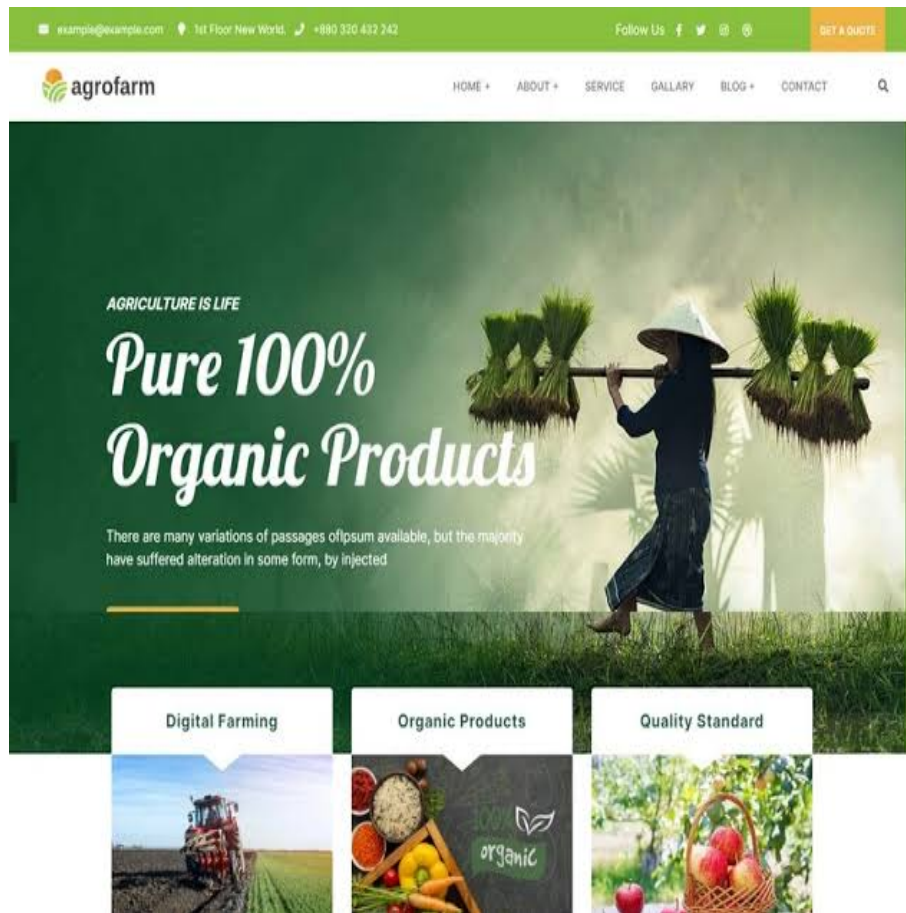 example@example.com 1st Floor New World. +880 320 432 242 Follow Us GET A QUOTE
agrofarm HOME + ABOUT + SERVICE GALLARY BLOG + CONTACT
AGRICULTURE IS LIFE
Pure 100%
Organic Products
There are many variations of passages ofIpsum available, but the majority
have suffered alteration in some form, by injected
Digital Farming Organic Products Quality Standard
100%
organic